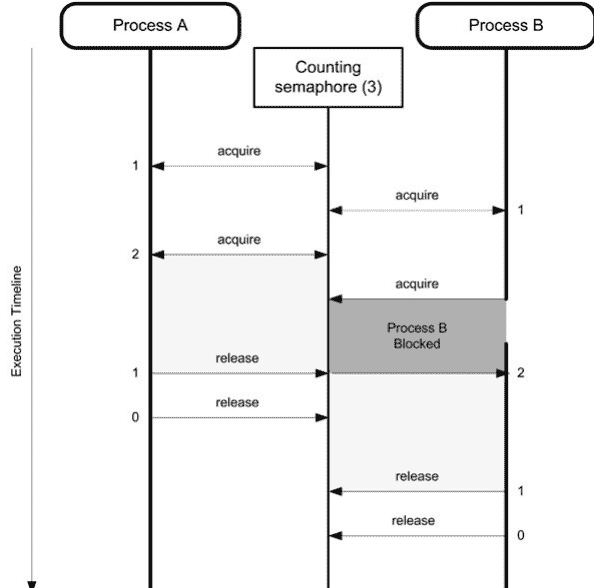 Process A
Process B
Counting
semaphore (3)
acquire
1
acquire
1
acquire
2
acquire
Process B
Blocked
release
1
2
release
0
release
1
release
0
Execution Timeline